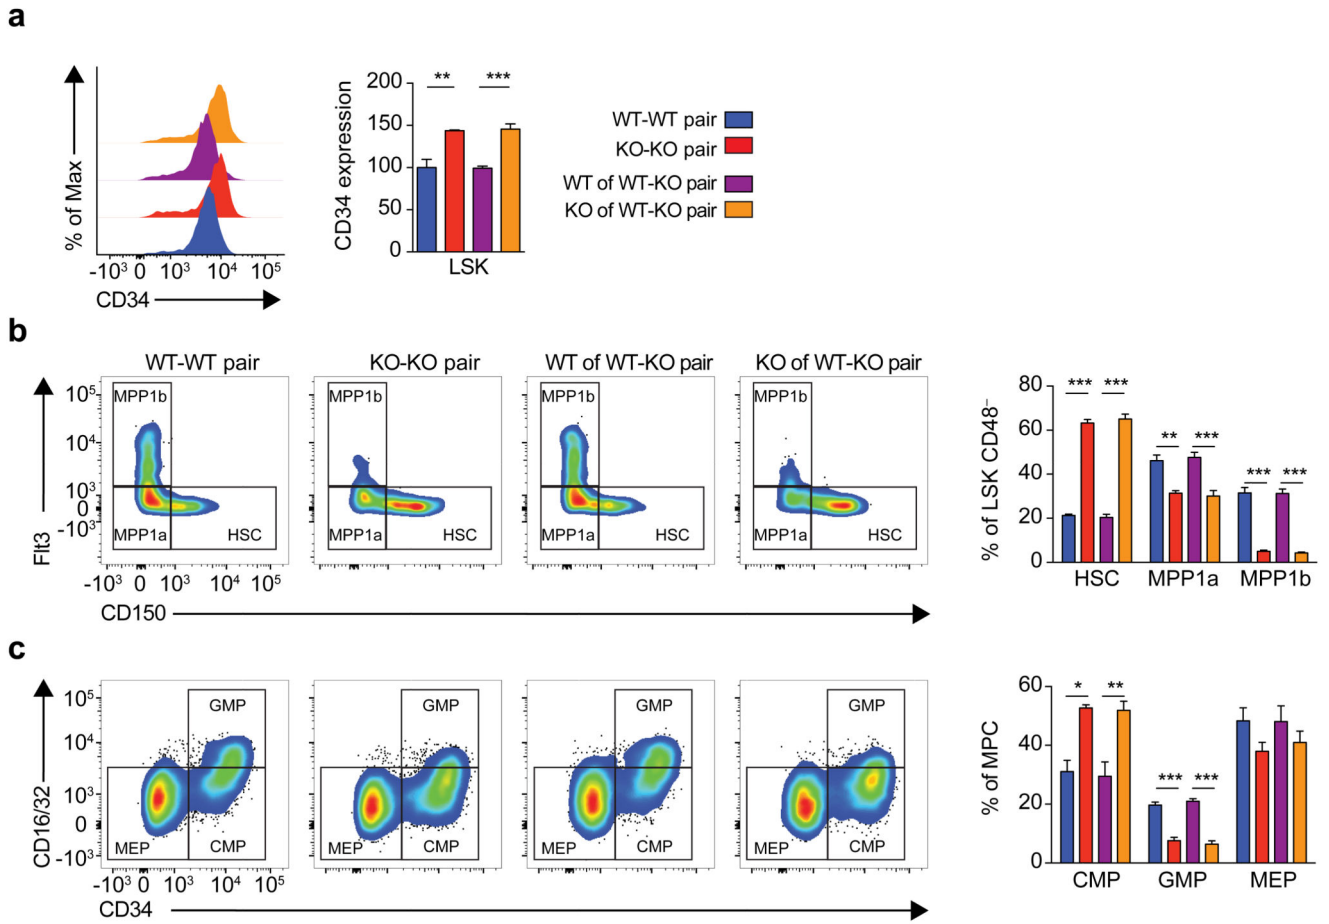 a
% of Max
-10³ 0 10³ 10⁴ 10⁵
CD34
CD34 expression
200
150
100
50
0
** ***
LSK
WT-WT pair
KO-KO pair
WT of WT-KO pair
KO of WT-KO pair
b
WT-WT pair KO-KO pair WT of WT-KO pair KO of WT-KO pair
Flt3
10⁵
10⁴
10³
0
-10³
MPP1b MPP1b MPP1b MPP1b
MPP1a HSC MPP1a HSC MPP1a HSC MPP1a HSC
-10³ 0 10³ 10⁴ 10⁵
CD150
% of LSK CD48⁻
80
60
40
20
0
*** *** ** *** *** ***
HSC MPP1a MPP1b
c
CD16/32
10⁵
10⁴
10³
0
-10³
GMP GMP GMP GMP
MEP CMP MEP CMP MEP CMP MEP CMP
-10³ 0 10³ 10⁴ 10⁵
CD34
% of MPC
60
40
20
0
* ** *** ***
CMP GMP MEP